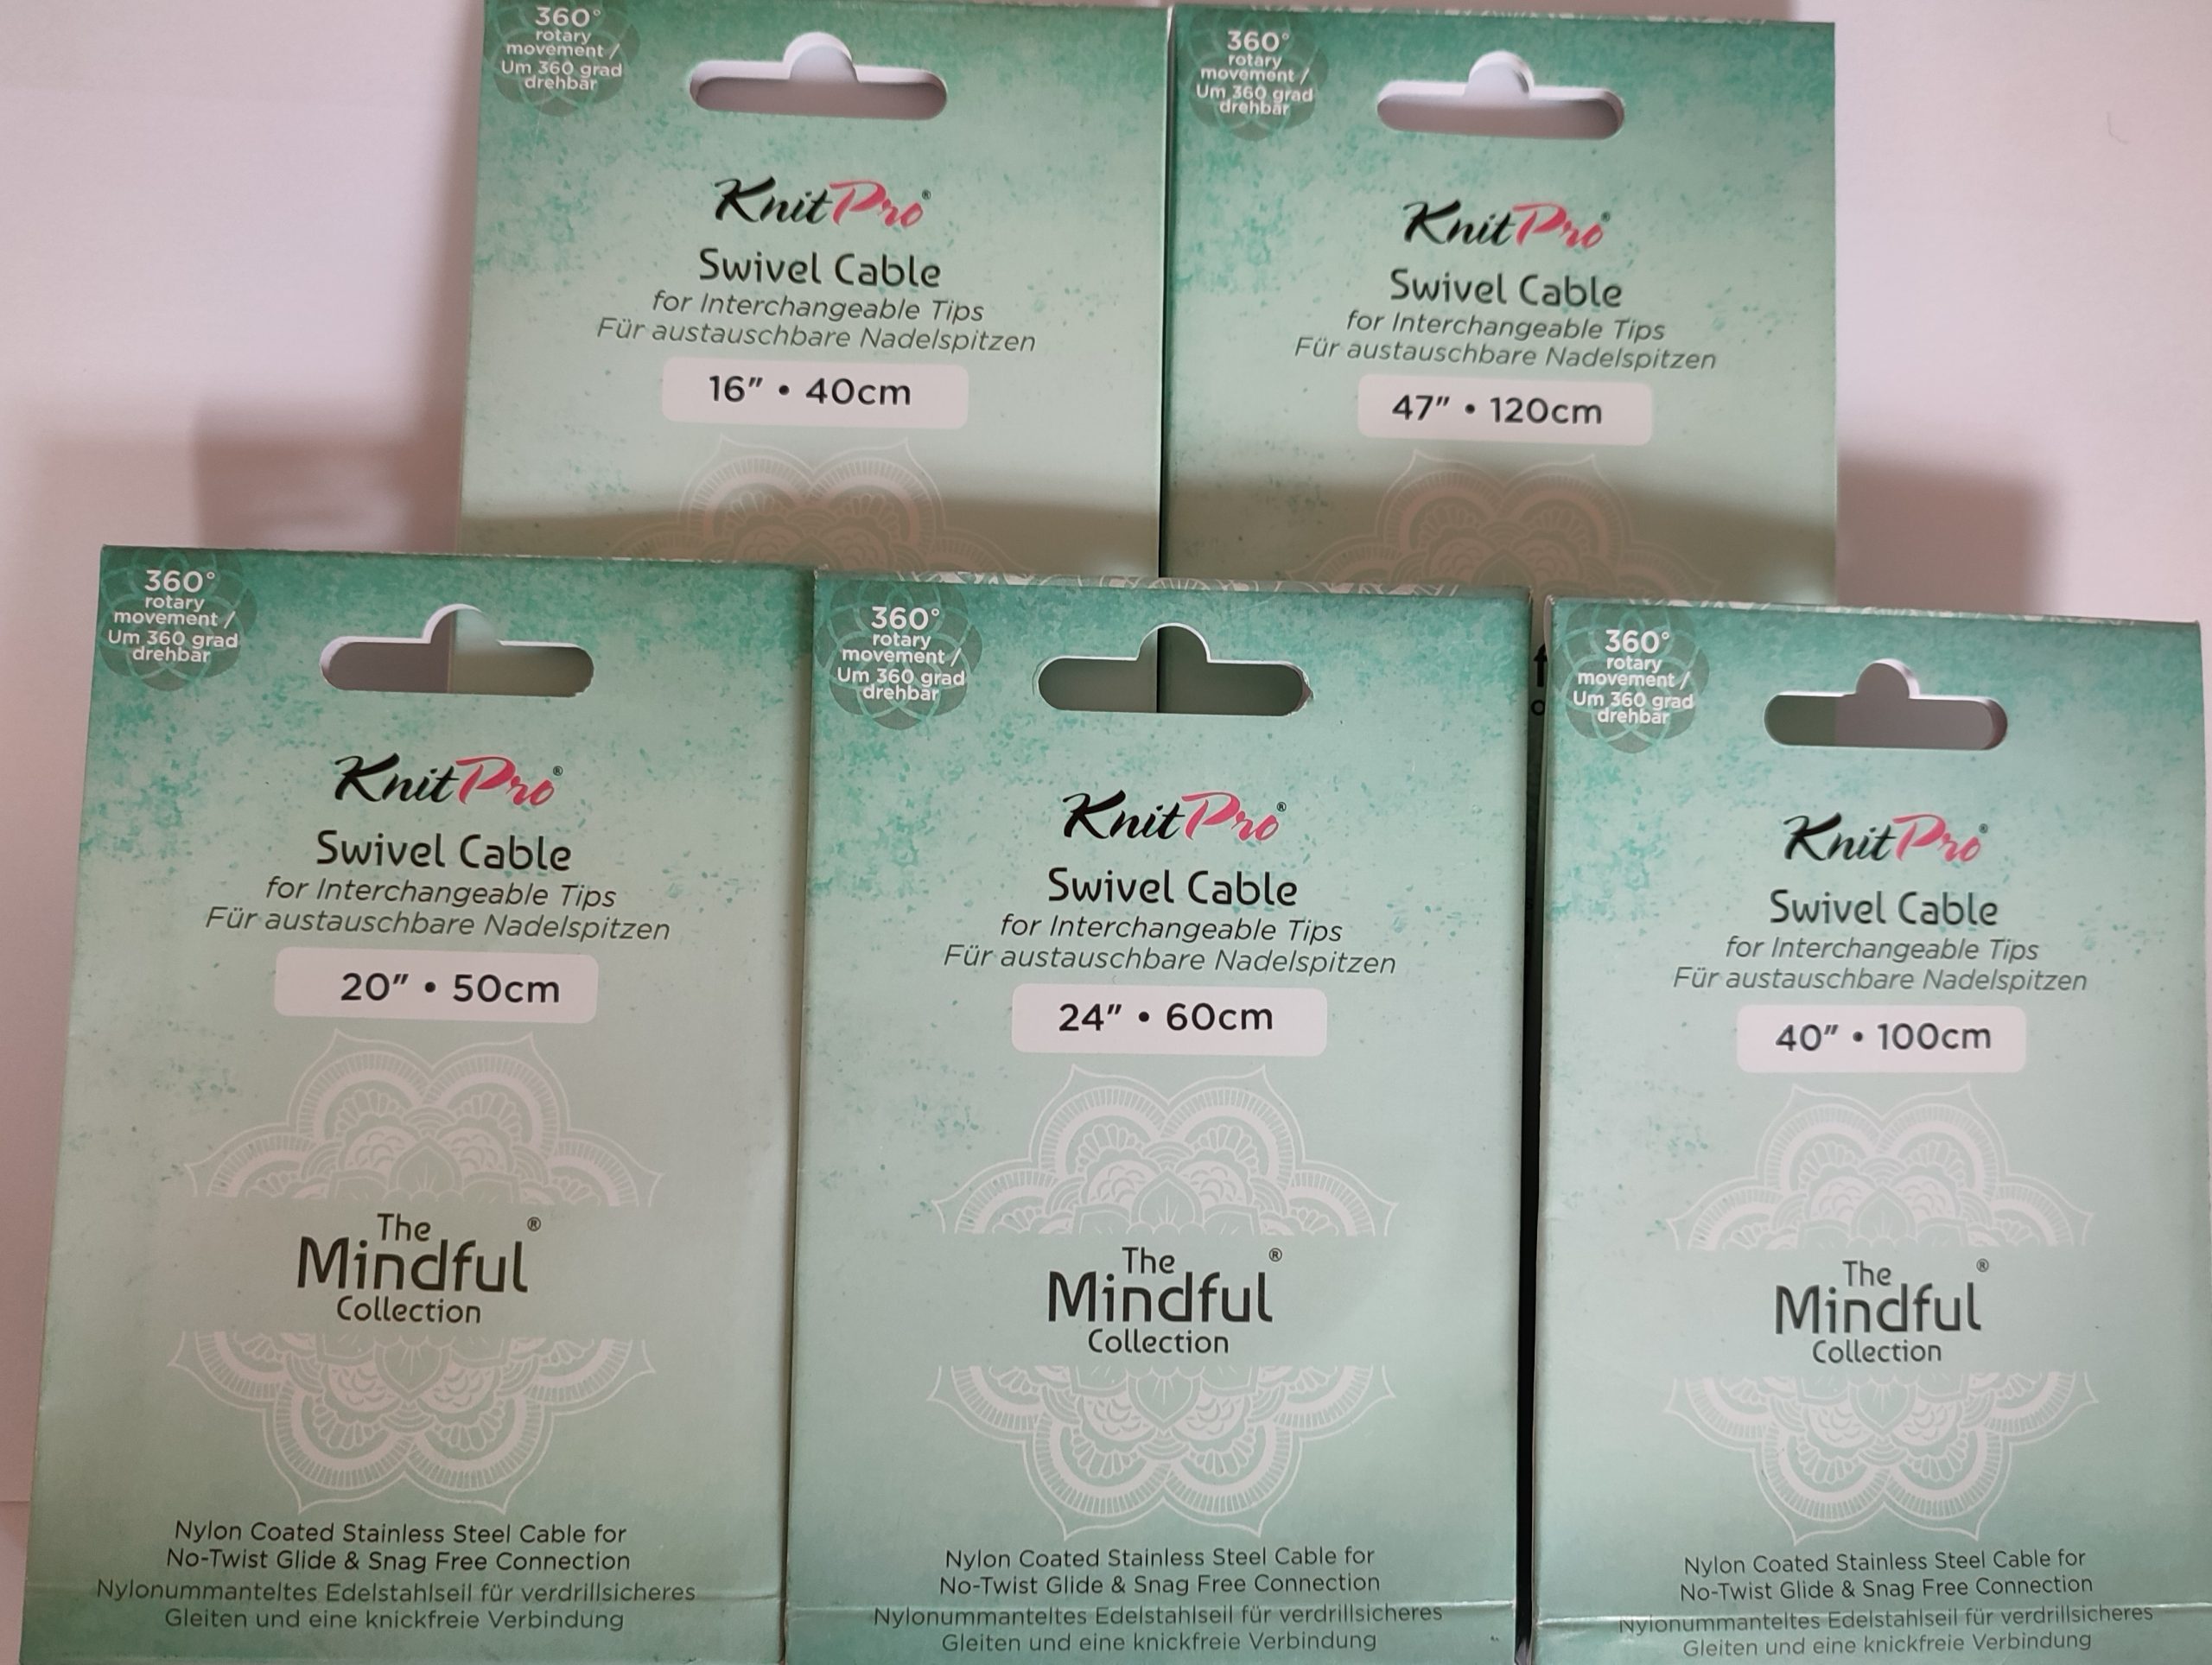 360°
rotary
movement /
Um 360 grad
drehbar
KnitPro®
Swivel Cable
for Interchangeable Tips
Für austauschbare Nadelspitzen
16” • 40cm
360°
rotary
movement /
Um 360 grad
drehbar
KnitPro®
Swivel Cable
for Interchangeable Tips
Für austauschbare Nadelspitzen
47” • 120cm
360°
rotary
movement /
Um 360 grad
drehbar
KnitPro®
Swivel Cable
for Interchangeable Tips
Für austauschbare Nadelspitzen
20” • 50cm
The
Mindful®
Collection
Nylon Coated Stainless Steel Cable for
No-Twist Glide & Snag Free Connection
Nylonummanteltes Edelstahlseil für verdrillsicheres
Gleiten und eine knickfreie Verbindung
360°
rotary
movement /
Um 360 grad
drehbar
KnitPro®
Swivel Cable
for Interchangeable Tips
Für austauschbare Nadelspitzen
24” • 60cm
The
Mindful®
Collection
Nylon Coated Stainless Steel Cable for
No-Twist Glide & Snag Free Connection
Nylonummanteltes Edelstahlseil für verdrillsicheres
Gleiten und eine knickfreie Verbindung
360°
rotary
movement /
Um 360 grad
drehbar
KnitPro®
Swivel Cable
for Interchangeable Tips
Für austauschbare Nadelspitzen
40” • 100cm
The
Mindful®
Collection
Nylon Coated Stainless Steel Cable for
No-Twist Glide & Snag Free Connection
Nylonummanteltes Edelstahlseil für verdrillsicheres
Gleiten und eine knickfreie Verbindung